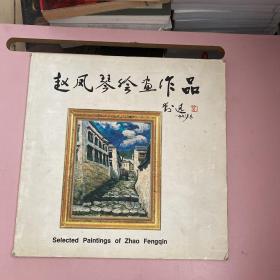 赵凤琴绘画作品
Selected Paintings of Zhao Fengqin